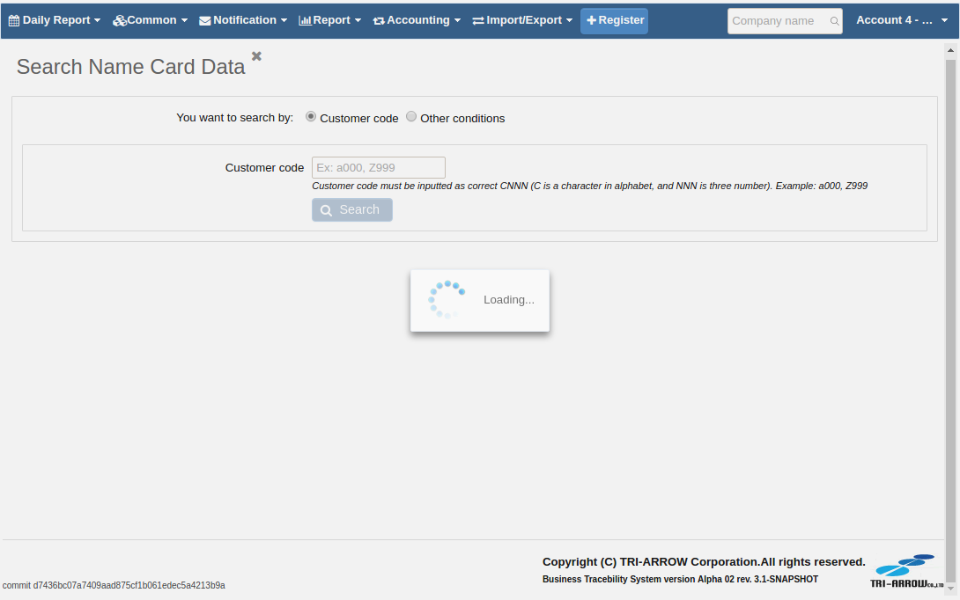 Daily Report Common Notification Report Accounting Import/Export Register Company name Account 4 - ...
Search Name Card Data
You want to search by: Customer code Other conditions
Customer code Ex: a000, Z999
Customer code must be inputted as correct CNNN (C is a character in alphabet, and NNN is three number). Example: a000, Z999
Search
Loading...
Copyright (C) TRI-ARROW Corporation.All rights reserved.
Business Tracebility System version Alpha 02 rev. 3.1-SNAPSHOT
TRI-ARROW CO.,LTD
commit d7436bc07a7409aad875cf1b061edec5a4213b9a